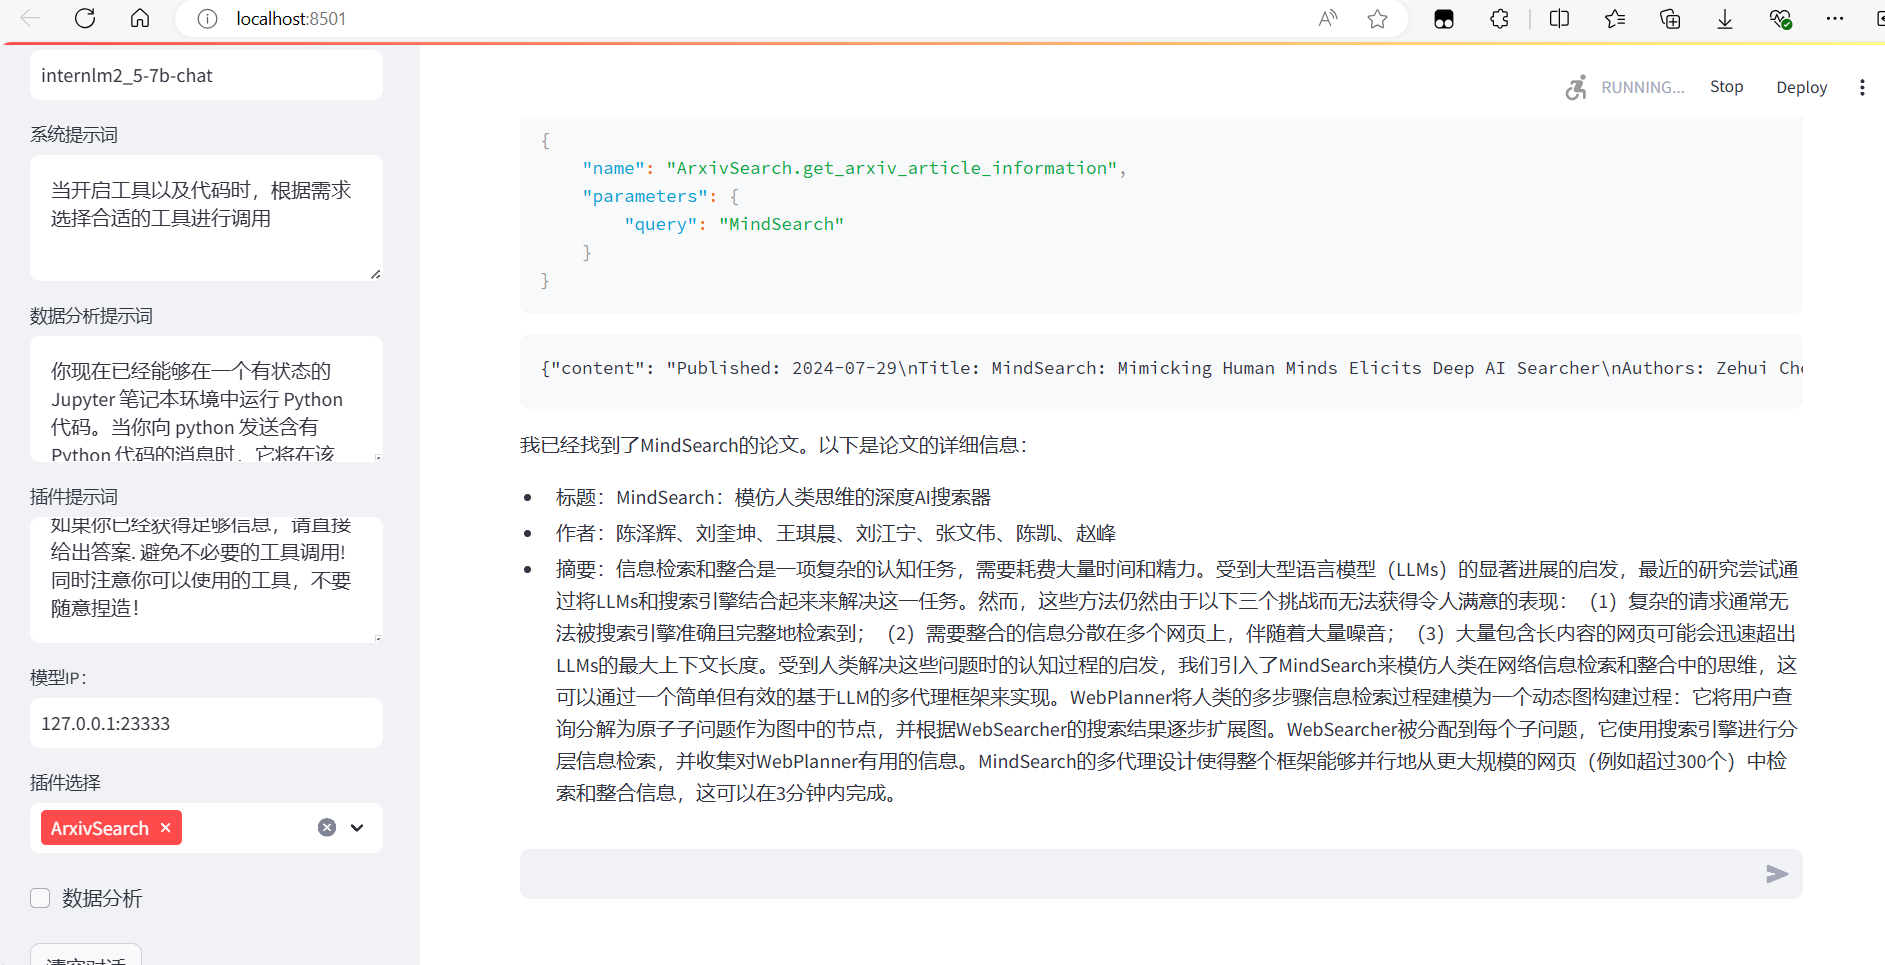 localhost:8501
internlm2_5-7b-chat
系统提示词
当开启工具以及代码时，根据需求
选择合适的工具进行调用
数据分析提示词
你现在已经能够在一个有状态的
Jupyter 笔记本环境中运行 Python
代码。当你向 python 发送含有
Python 代码的消息时，它将在该
插件提示词
如果你已经获得足够信息，请直接
给出答案. 避免不必要的工具调用!
同时注意你可以使用的工具，不要
随意捏造！
模型IP：
127.0.0.1:23333
插件选择
ArxivSearch ×
数据分析
清空对话
RUNNING... Stop Deploy
{
"name": "ArxivSearch.get_arxiv_article_information",
"parameters": {
"query": "MindSearch"
}
}
{"content": "Published: 2024-07-29\nTitle: MindSearch: Mimicking Human Minds Elicits Deep AI Searcher\nAuthors: Zehui Che
我已经找到了MindSearch的论文。以下是论文的详细信息：
• 标题：MindSearch：模仿人类思维的深度AI搜索器
• 作者：陈泽辉、刘奎坤、王琪晨、刘江宁、张文伟、陈凯、赵峰
• 摘要：信息检索和整合是一项复杂的认知任务，需要耗费大量时间和精力。受到大型语言模型（LLMs）的显著进展的启发，最近的研究尝试通
过将LLMs和搜索引擎结合起来来解决这一任务。然而，这些方法仍然由于以下三个挑战而无法获得令人满意的表现：（1）复杂的请求通常无
法被搜索引擎准确且完整地检索到；（2）需要整合的信息分散在多个网页上，伴随着大量噪音；（3）大量包含长内容的网页可能会迅速超出
LLMs的最大上下文长度。受到人类解决这些问题时的认知过程的启发，我们引入了MindSearch来模仿人类在网络信息检索和整合中的思维，这
可以通过一个简单但有效的基于LLM的多代理框架来实现。WebPlanner将人类的多步骤信息检索过程建模为一个动态图构建过程：它将用户查
询分解为原子子问题作为图中的节点，并根据WebSearcher的搜索结果逐步扩展图。WebSearcher被分配到每个子问题，它使用搜索引擎进行分
层信息检索，并收集对WebPlanner有用的信息。MindSearch的多代理设计使得整个框架能够并行地从更大规模的网页（例如超过300个）中检
索和整合信息，这可以在3分钟内完成。